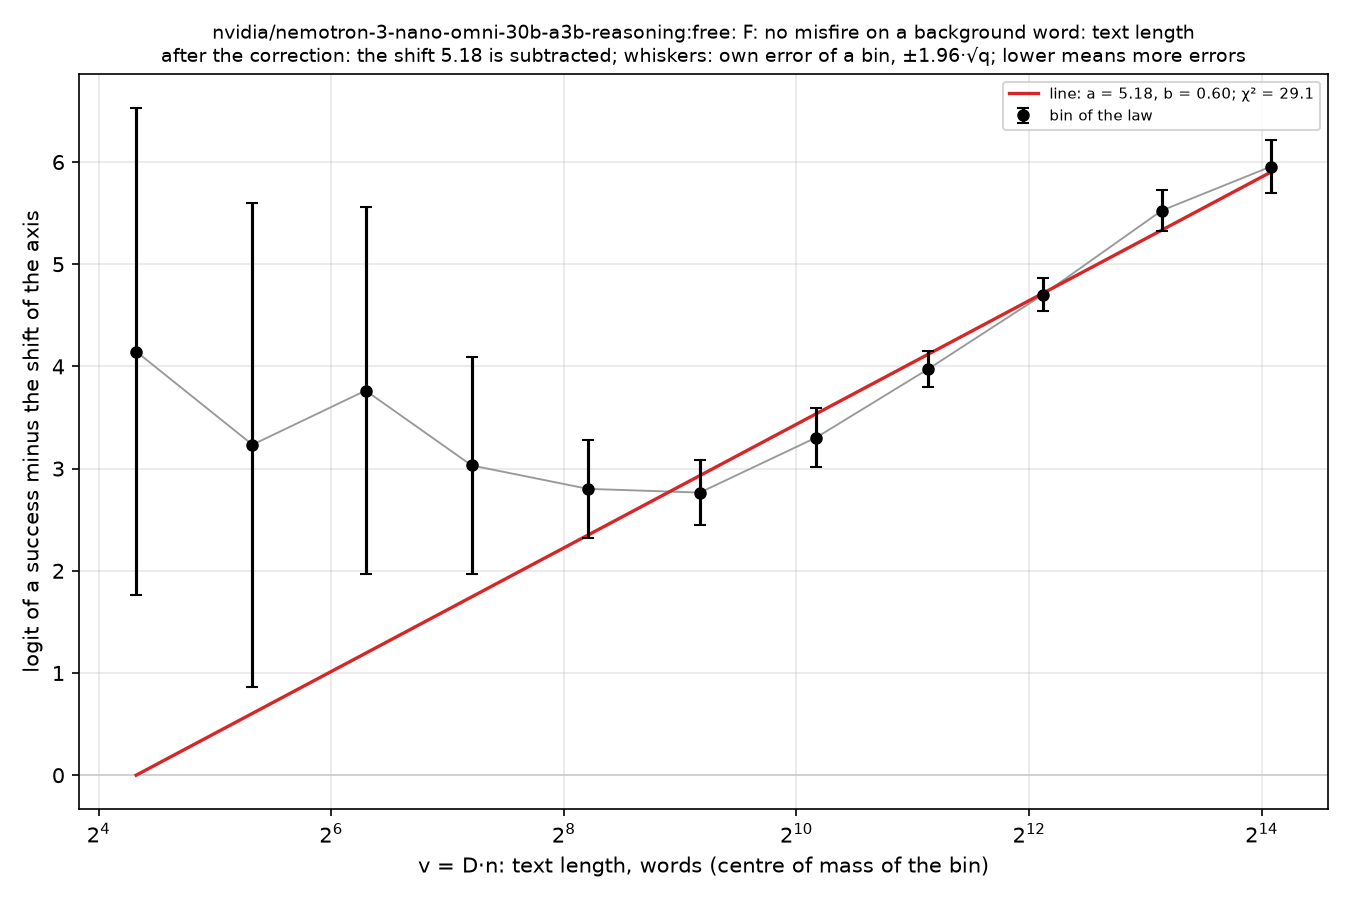 nvidia/nemotron-3-nano-omni-30b-a3b-reasoning:free: F: no misfire on a background word: text length
after the correction: the shift 5.18 is subtracted; whiskers: own error of a bin, ±1.96·√q; lower means more errors
line: a = 5.18, b = 0.60; χ² = 29.1
bin of the law
logit of a success minus the shift of the axis
6
5
4
3
2
1
0
2⁴ 2⁶ 2⁸ 2¹⁰ 2¹² 2¹⁴
v = D·n: text length, words (centre of mass of the bin)